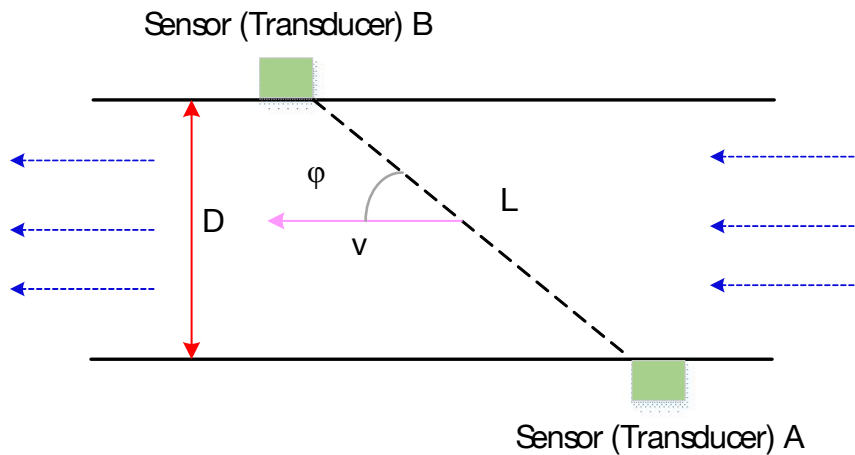 Sensor (Transducer) B
φ
L
D
v
Sensor (Transducer) A